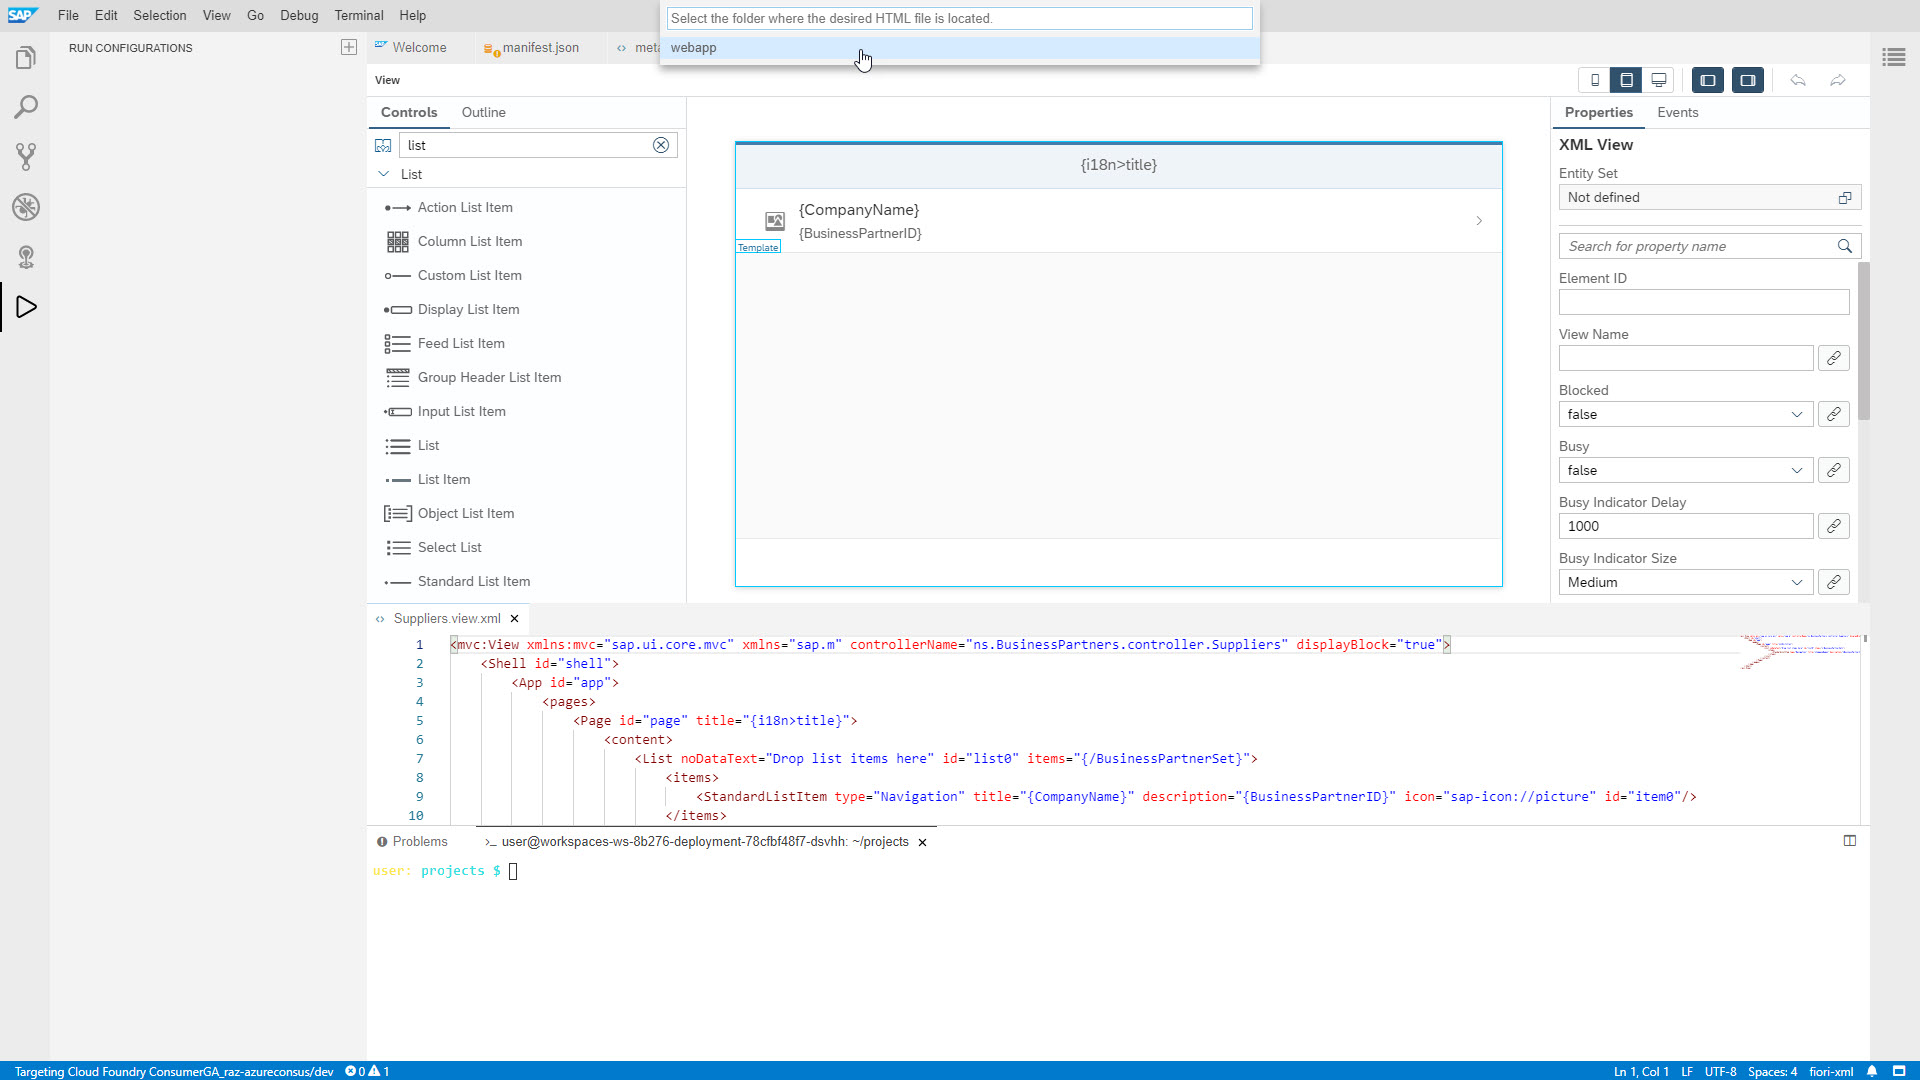 SAP File Edit Selection View Go Debug Terminal Help
Select the folder where the desired HTML file is located.
webapp
RUN CONFIGURATIONS
Welcome
manifest.json
meta
View
Controls Outline
list
List
Action List Item
Column List Item
Custom List Item
Display List Item
Feed List Item
Group Header List Item
Input List Item
List
List Item
Object List Item
Select List
Standard List Item
{i18n>title}
{CompanyName}
{BusinessPartnerID}
Template
Properties Events
XML View
Entity Set
Not defined
Search for property name
Element ID
View Name
Blocked
false
Busy
false
Busy Indicator Delay
1000
Busy Indicator Size
Medium
Suppliers.view.xml
1 <mvc:View xmlns:mvc="sap.ui.core.mvc" xmlns="sap.m" controllerName="ns.BusinessPartners.controller.Suppliers" displayBlock="true">
2 <Shell id="shell">
3 <App id="app">
4 <pages>
5 <Page id="page" title="{i18n>title}">
6 <content>
7 <List noDataText="Drop list items here" id="list0" items="{/BusinessPartnerSet}">
8 <items>
9 <StandardListItem type="Navigation" title="{CompanyName}" description="{BusinessPartnerID}" icon="sap-icon://picture" id="item0"/>
10 </items>
Problems
>_ user@workspaces-ws-8b276-deployment-78cfbf48f7-dsvhh: ~/projects
user: projects $
Targeting Cloud Foundry ConsumerGA_raz-azureconsus/dev 0 1
Ln 1, Col 1 LF UTF-8 Spaces: 4 fiori-xml